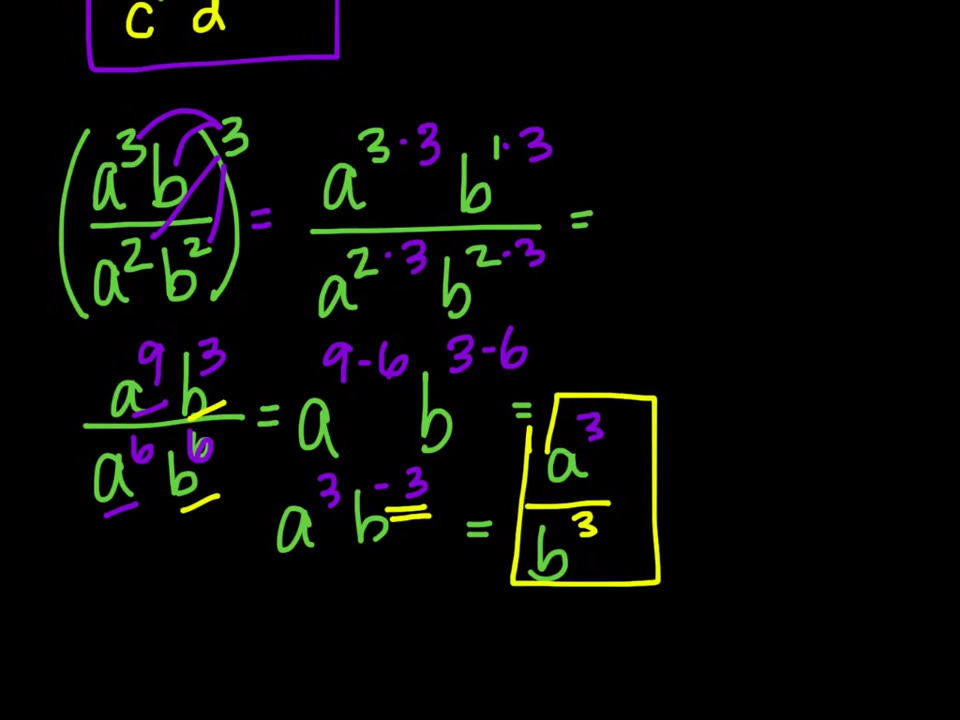 c d
(a³b / a²b²)³ = a^(3·3) b^(1·3) / a^(2·3) b^(2·3) =
a⁹b³ / a⁶b⁶ = a^(9-6) b^(3-6) =
a³b⁻³ = a³ / b³